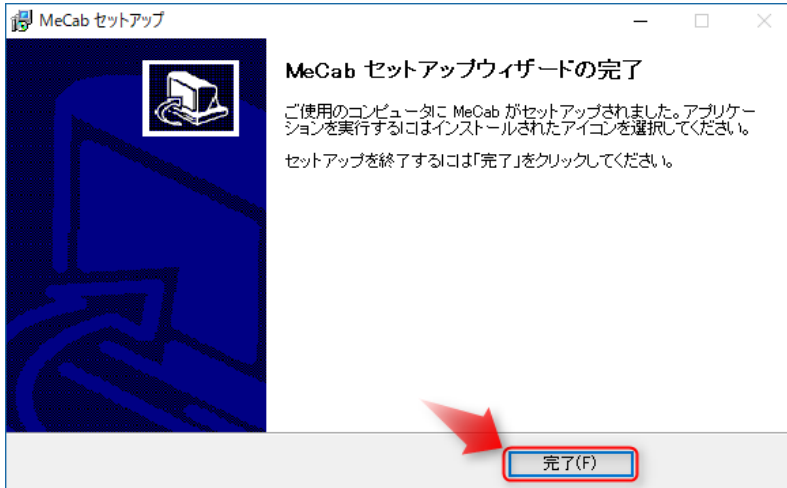 MeCab セットアップ
MeCab セットアップウィザードの完了
ご使用のコンピュータに MeCab がセットアップされました。アプリケー
ションを実行するにはインストールされたアイコンを選択してください。
セットアップを終了するには「完了」をクリックしてください。
完了(F)